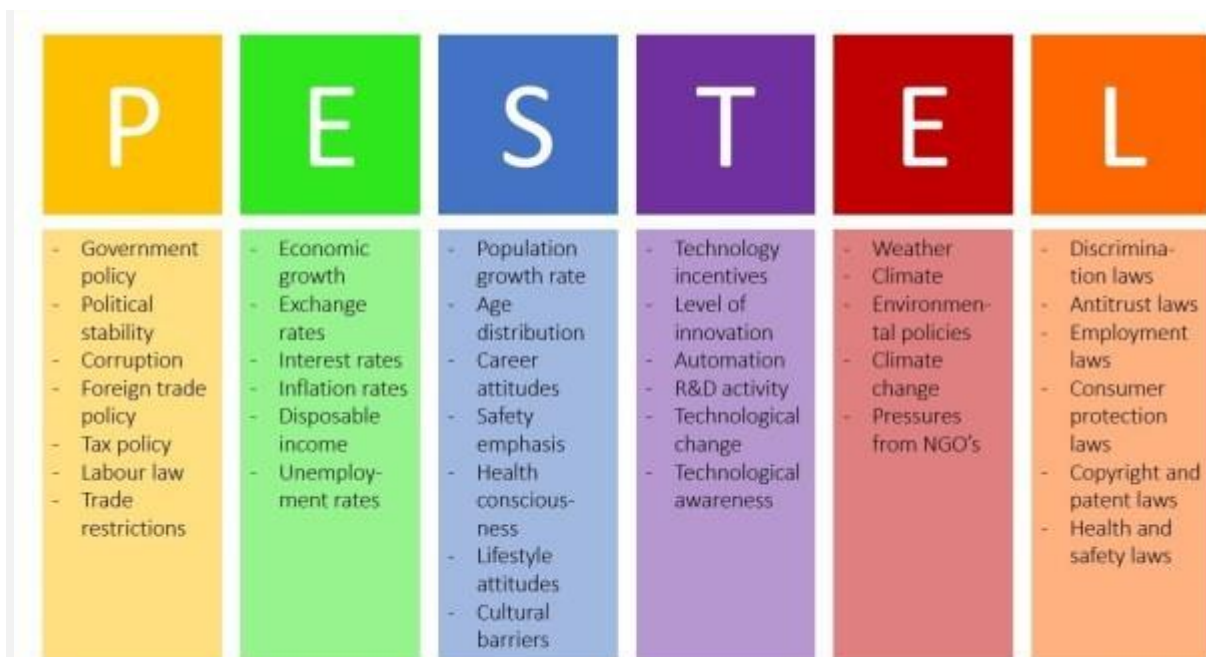 P
E
S
T
E
L
- Government
policy
- Political
stability
- Corruption
- Foreign trade
policy
- Tax policy
- Labour law
- Trade
restrictions
- Economic
growth
- Exchange
rates
- Interest rates
- Inflation rates
- Disposable
income
- Unemploy-
ment rates
- Population
growth rate
- Age
distribution
- Career
attitudes
- Safety
emphasis
- Health
conscious-
ness
- Lifestyle
attitudes
- Cultural
barriers
- Technology
incentives
- Level of
innovation
- Automation
- R&D activity
- Technological
change
- Technological
awareness
- Weather
- Climate
- Environmen-
tal policies
- Climate
change
- Pressures
from NGO's
- Discrimina-
tion laws
- Antitrust laws
- Employment
laws
- Consumer
protection
laws
- Copyright and
patent laws
- Health and
safety laws